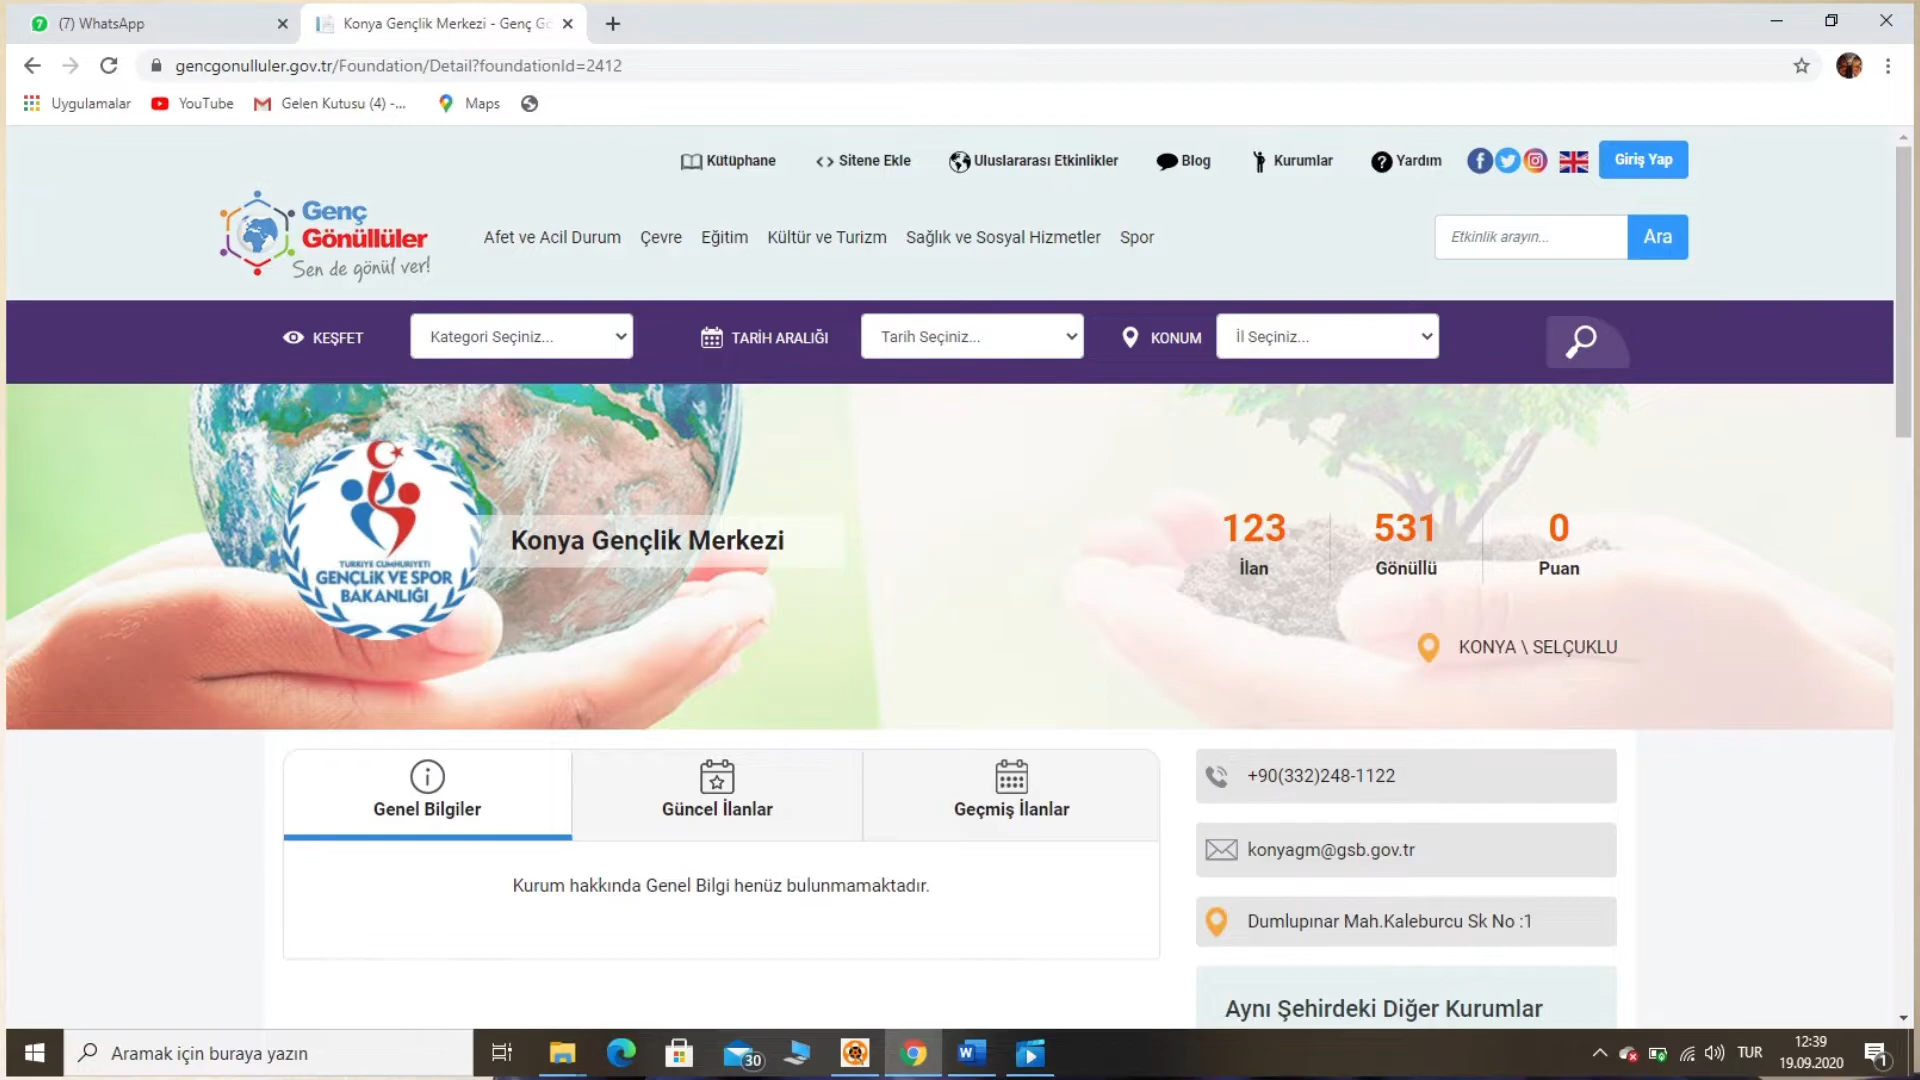 7 (7) WhatsApp
Konya Gençlik Merkezi - Genç Gö
gencgonulluler.gov.tr/Foundation/Detail?foundationId=2412
Uygulamalar YouTube Gelen Kutusu (4) -... Maps
Kütüphane Sitene Ekle Uluslararası Etkinlikler Blog Kurumlar Yardım Giriş Yap
Genç
Gönüllüler
Sen de gönül ver!
Afet ve Acil Durum Çevre Eğitim Kültür ve Turizm Sağlık ve Sosyal Hizmetler Spor
Etkinlik arayın... Ara
KEŞFET Kategori Seçiniz... TARİH ARALIĞI Tarih Seçiniz... KONUM İl Seçiniz...
TÜRKİYE CUMHURİYETİ
GENÇLİK VE SPOR
BAKANLIĞI
Konya Gençlik Merkezi
123 531 0
İlan Gönüllü Puan
KONYA \ SELÇUKLU
Genel Bilgiler Güncel İlanlar Geçmiş İlanlar
Kurum hakkında Genel Bilgi henüz bulunmamaktadır.
+90(332)248-1122
konyagm@gsb.gov.tr
Dumlupınar Mah.Kaleburcu Sk No :1
Aynı Şehirdeki Diğer Kurumlar
Aramak için buraya yazın
30
W
TUR
12:39
19.09.2020
1